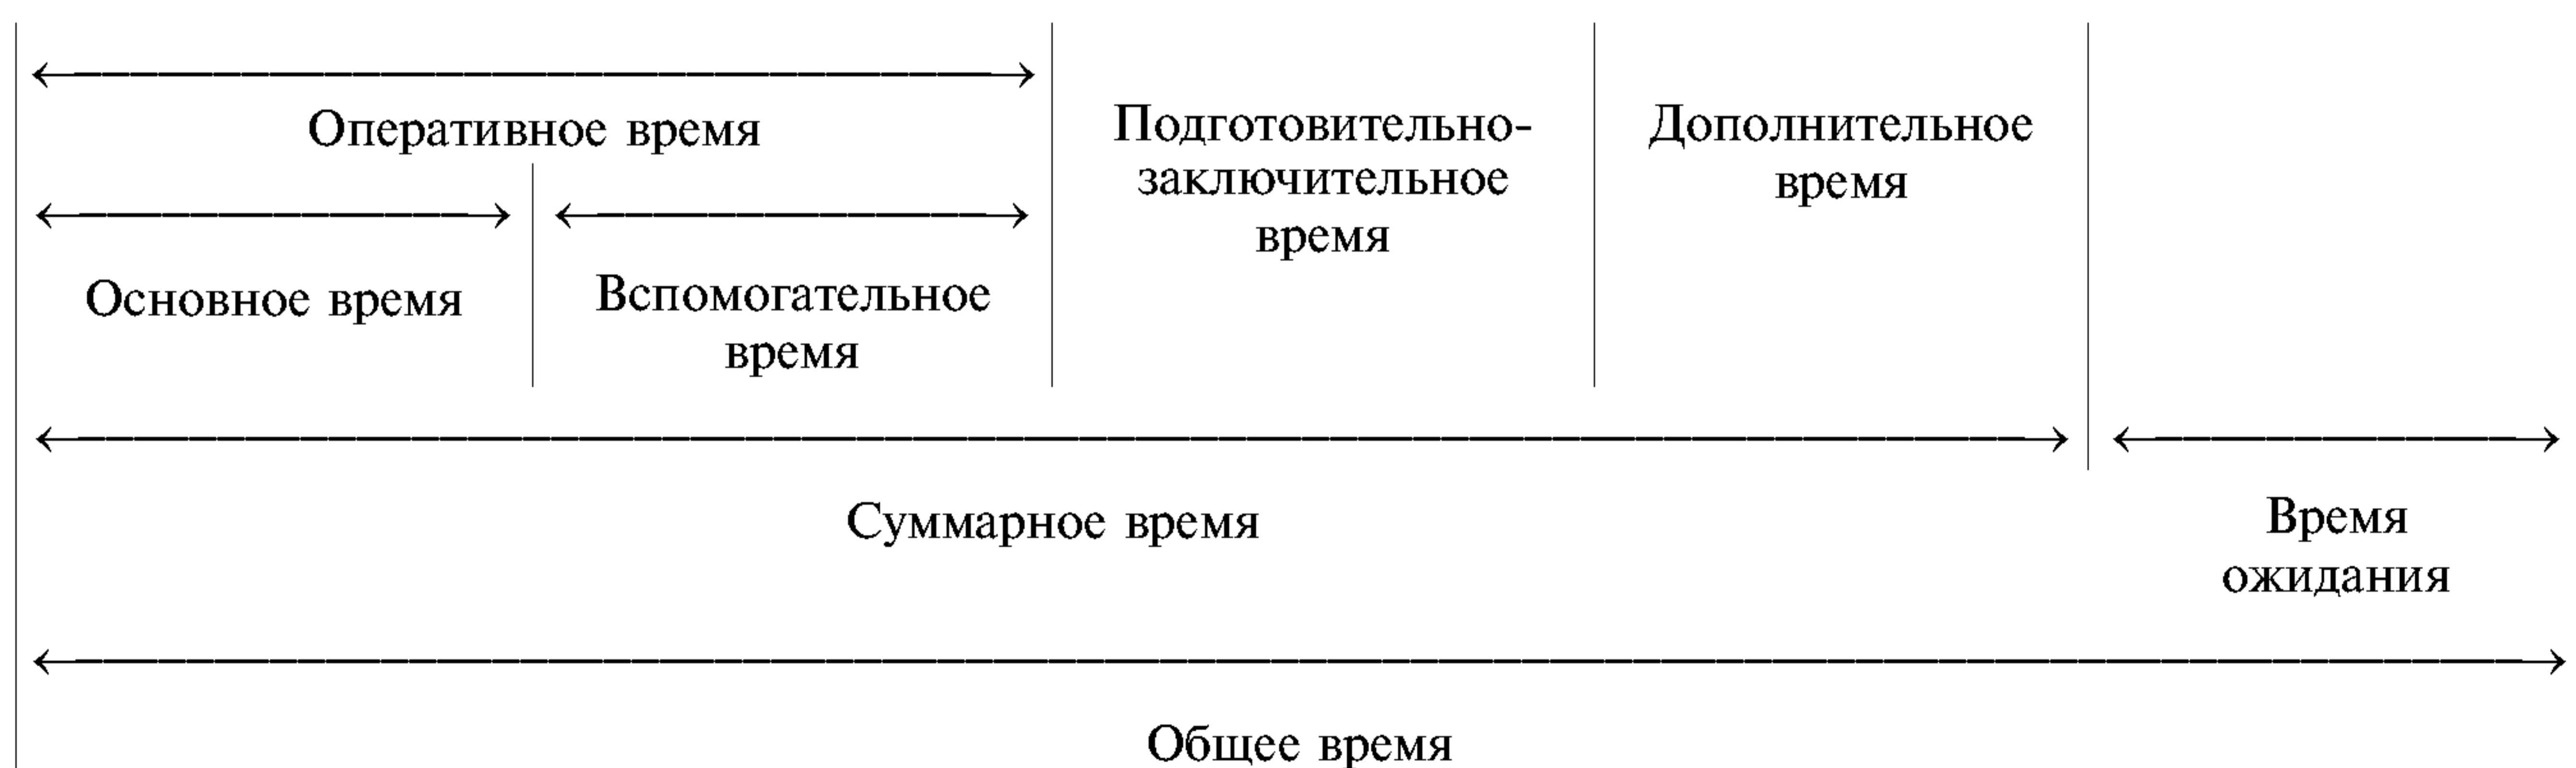 Оперативное время
Подготовительно-
заключительное
время
Дополнительное
время
Основное время
Вспомогательное
время
Суммарное время
Время
ожидания
Общее время